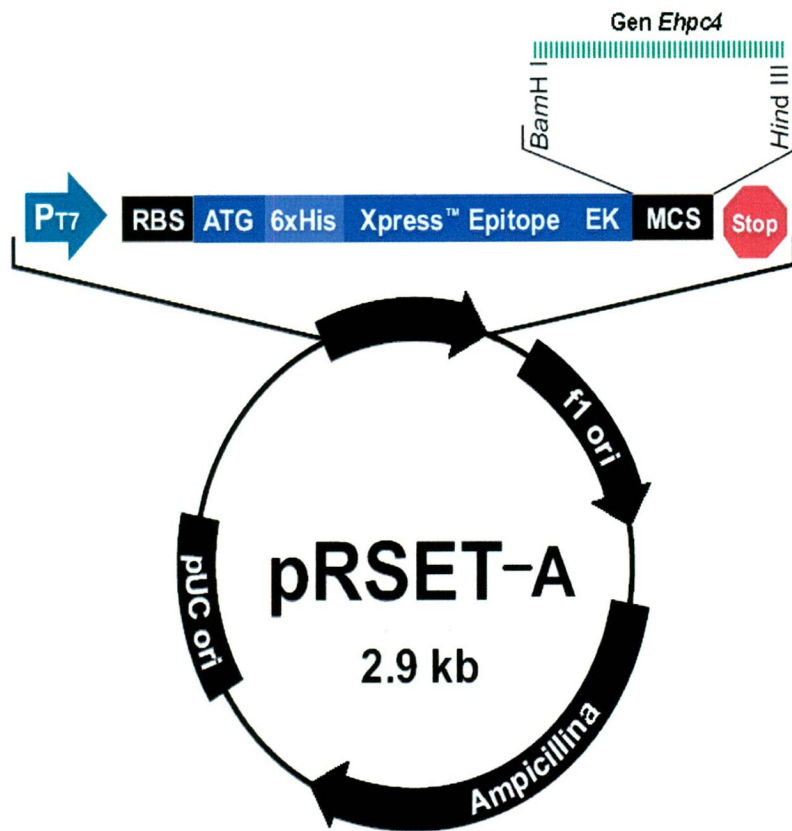 Gen Ehpc4
BamH I
Hind III
PT7
RBS ATG 6xHis Xpress™ Epitope EK MCS Stop
f1 ori
pRSET-A
2.9 kb
pUC ori
Ampicillina